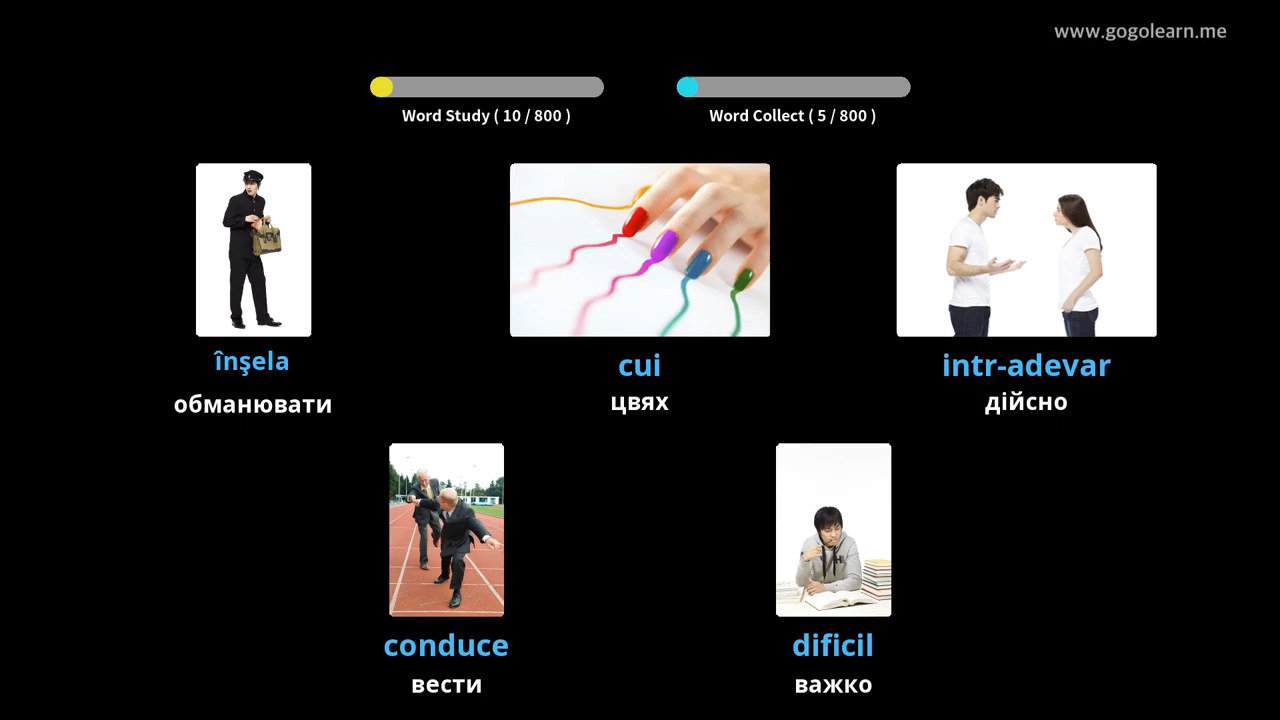 www.gogolearn.me
Word Study ( 10 / 800 )
Word Collect ( 5 / 800 )
înşela
обманювати
cui
цвях
intr-adevar
дійсно
conduce
вести
dificil
важко